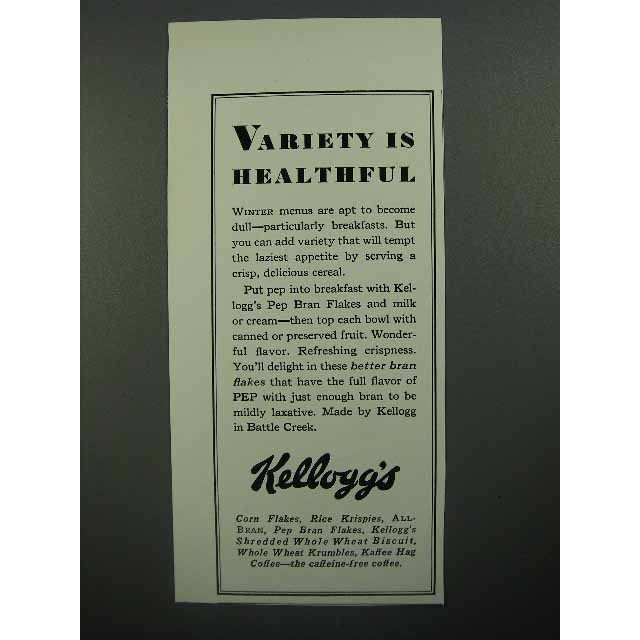 VARIETY IS
HEALTHFUL
WINTER menus are apt to become
dull—particularly breakfasts. But
you can add variety that will tempt
the laziest appetite by serving a
crisp, delicious cereal.
Put pep into breakfast with Kel-
logg's Pep Bran Flakes and milk
or cream—then top each bowl with
canned or preserved fruit. Wonder-
ful flavor. Refreshing crispness.
You'll delight in these better bran
flakes that have the full flavor of
PEP with just enough bran to be
mildly laxative. Made by Kellogg
in Battle Creek.
Kellogg's
Corn Flakes, Rice Krispies, ALL-
BRAN, Pep Bran Flakes, Kellogg's
Shredded Whole Wheat Biscuit,
Whole Wheat Krumbles, Kaffee Hag
Coffee—the caffeine-free coffee.